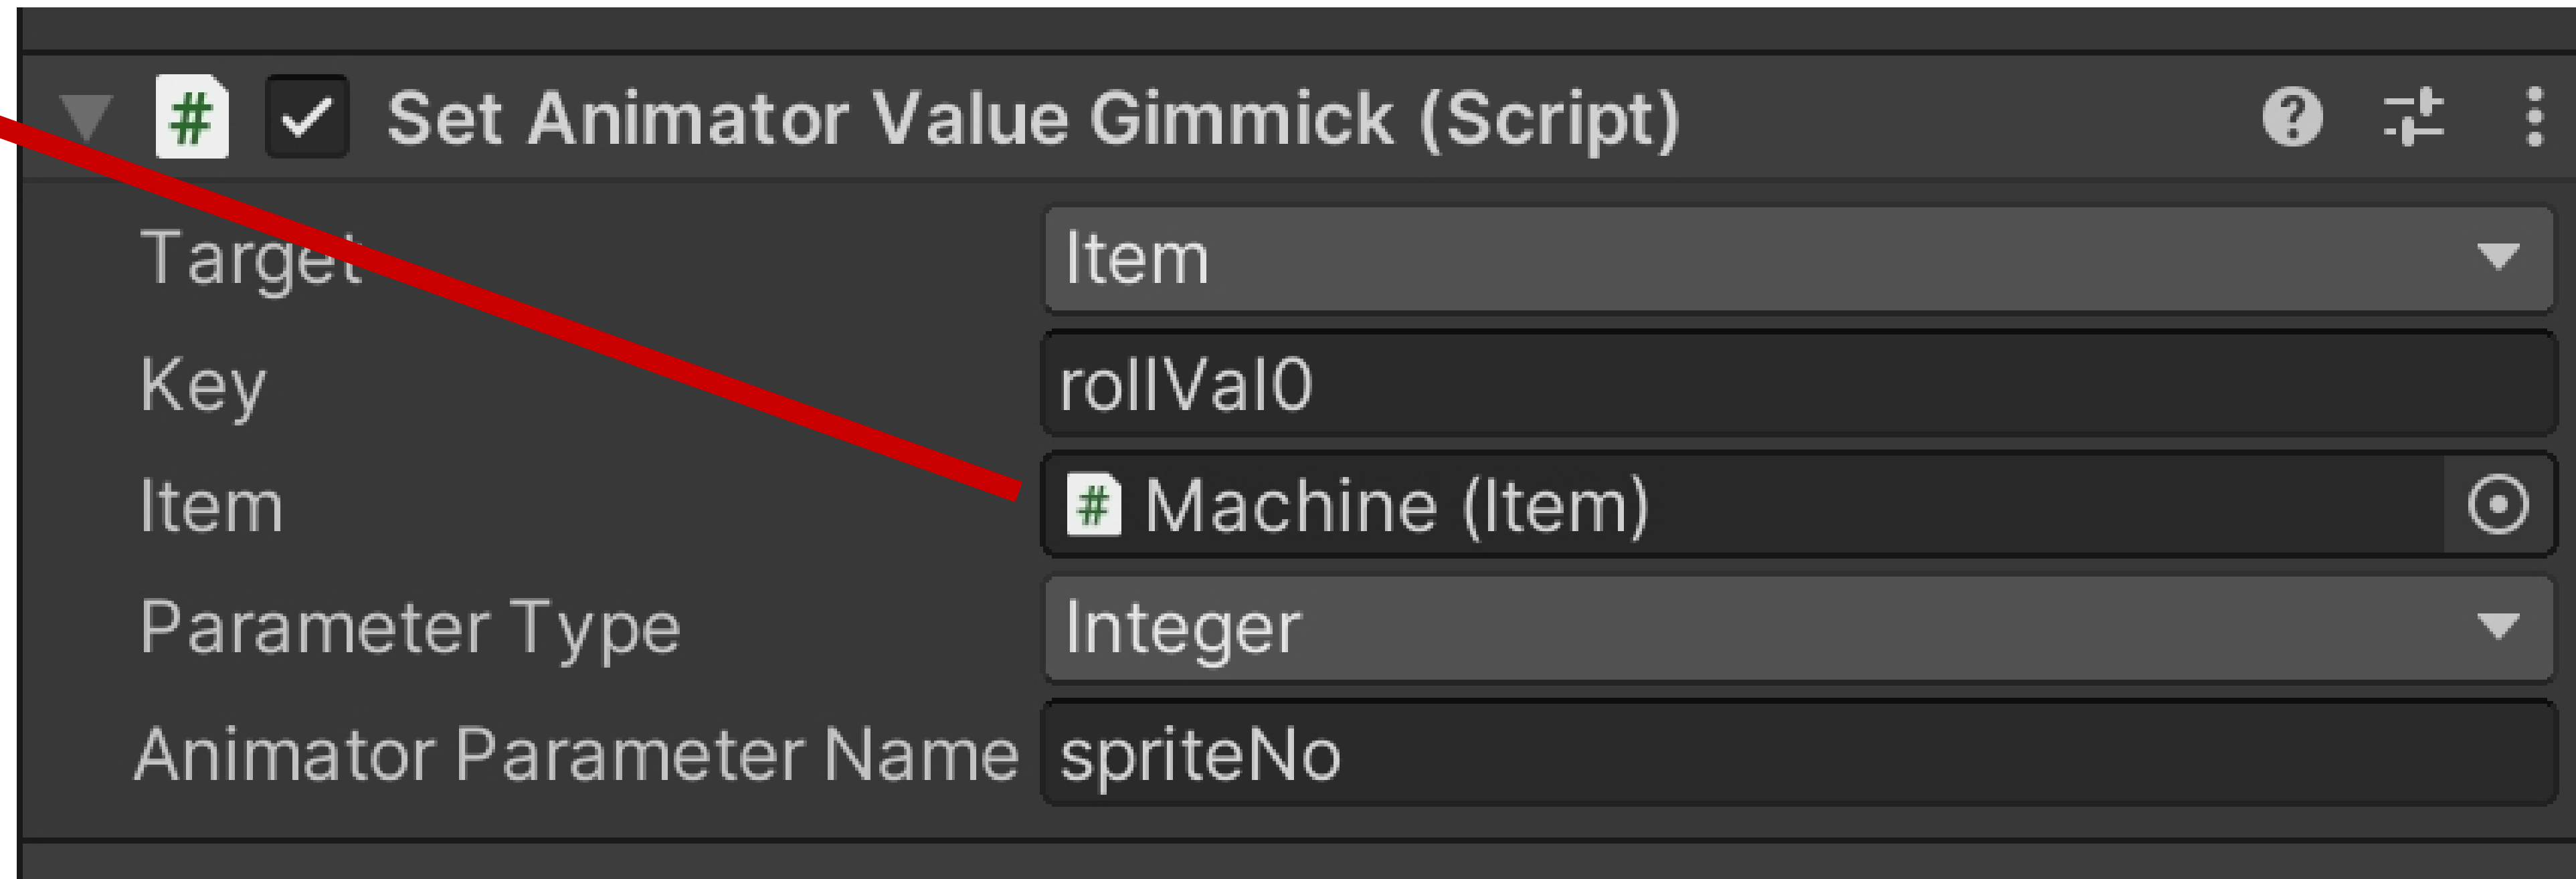 Set Animator Value Gimmick (Script)
Target Item
Key rollVal0
Item # Machine (Item)
Parameter Type Integer
Animator Parameter Name spriteNo